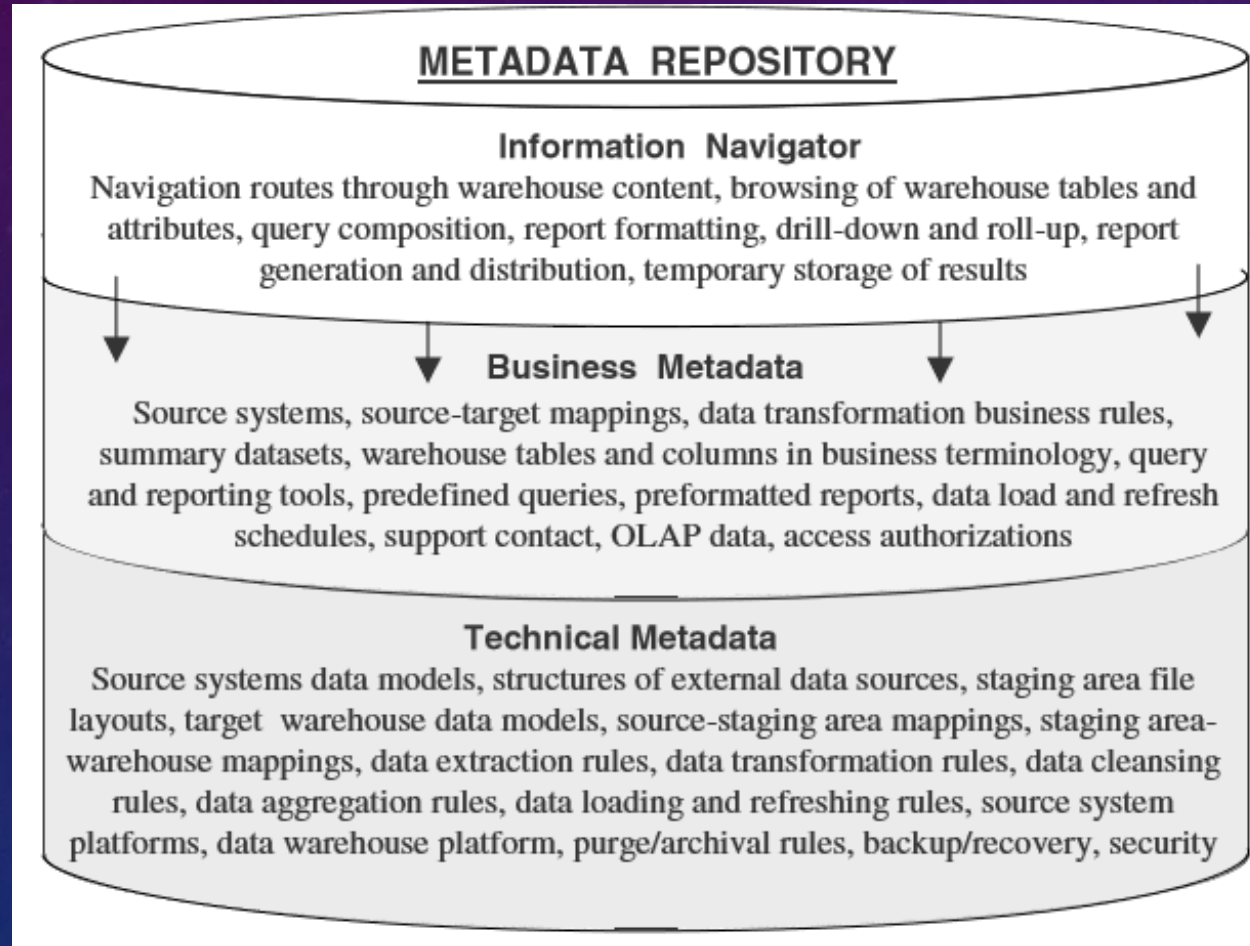 METADATA REPOSITORY
Information Navigator
Navigation routes through warehouse content, browsing of warehouse tables and
attributes, query composition, report formatting, drill-down and roll-up, report
generation and distribution, temporary storage of results
Business Metadata
Source systems, source-target mappings, data transformation business rules,
summary datasets, warehouse tables and columns in business terminology, query
and reporting tools, predefined queries, preformatted reports, data load and refresh
schedules, support contact, OLAP data, access authorizations
Technical Metadata
Source systems data models, structures of external data sources, staging area file
layouts, target warehouse data models, source-staging area mappings, staging area-
warehouse mappings, data extraction rules, data transformation rules, data cleansing
rules, data aggregation rules, data loading and refreshing rules, source system
platforms, data warehouse platform, purge/archival rules, backup/recovery, security